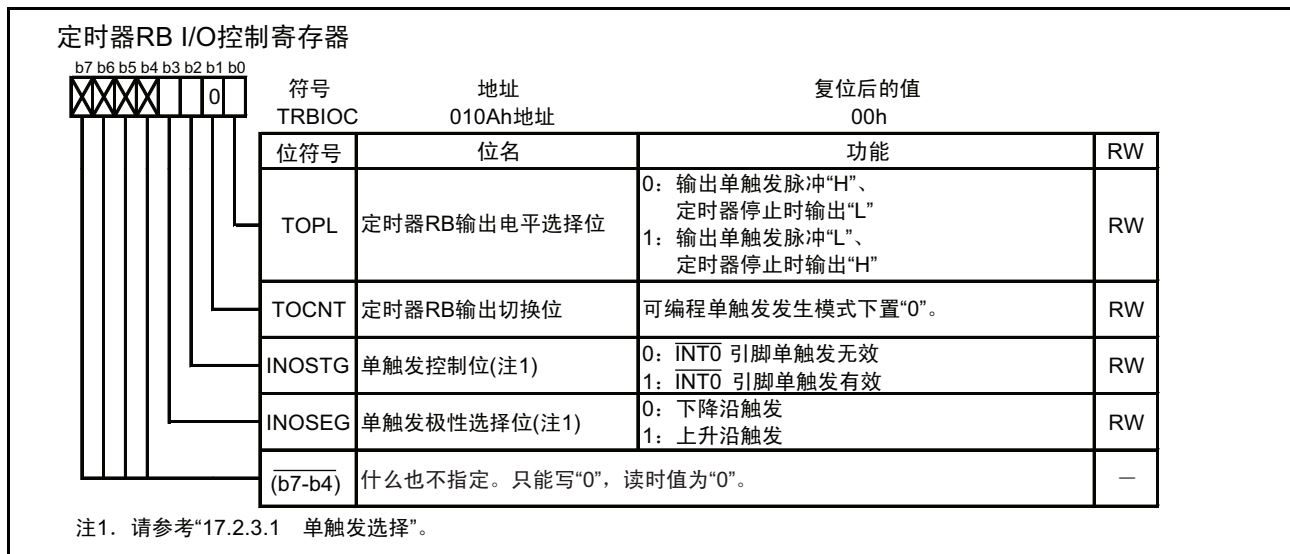 定时器RB I/O控制寄存器
b7 b6 b5 b4 b3 b2 b1 b0
0
符号 地址 复位后的值
TRBIOC 010Ah地址 00h
位符号 位名 功能 RW
TOPL 定时器RB输出电平选择位 0：输出单触发脉冲“H”、
定时器停止时输出“L”
1：输出单触发脉冲“L”、
定时器停止时输出“H” RW
TOCNT 定时器RB输出切换位 可编程单触发发生模式下置“0”。 RW
INOSTG 单触发控制位(注1) 0：INT0 引脚单触发无效
1：INT0 引脚单触发有效 RW
INOSEG 单触发极性选择位(注1) 0：下降沿触发
1：上升沿触发 RW
(b7-b4) 什么也不指定。只能写“0”，读时值为“0”。 —
注1．请参考“17.2.3.1 单触发选择”。